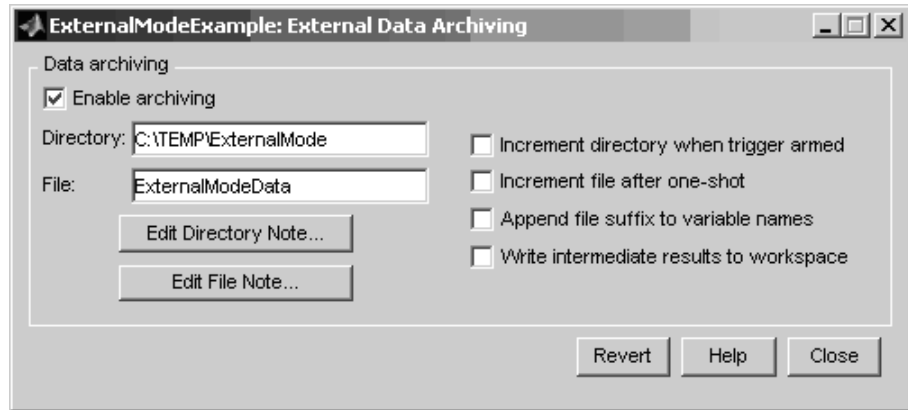 ExternalModeExample: External Data Archiving
Data archiving
Enable archiving
Directory: C:\TEMP\ExternalMode
File: ExternalModeData
Edit Directory Note...
Edit File Note...
Increment directory when trigger armed
Increment file after one-shot
Append file suffix to variable names
Write intermediate results to workspace
Revert Help Close